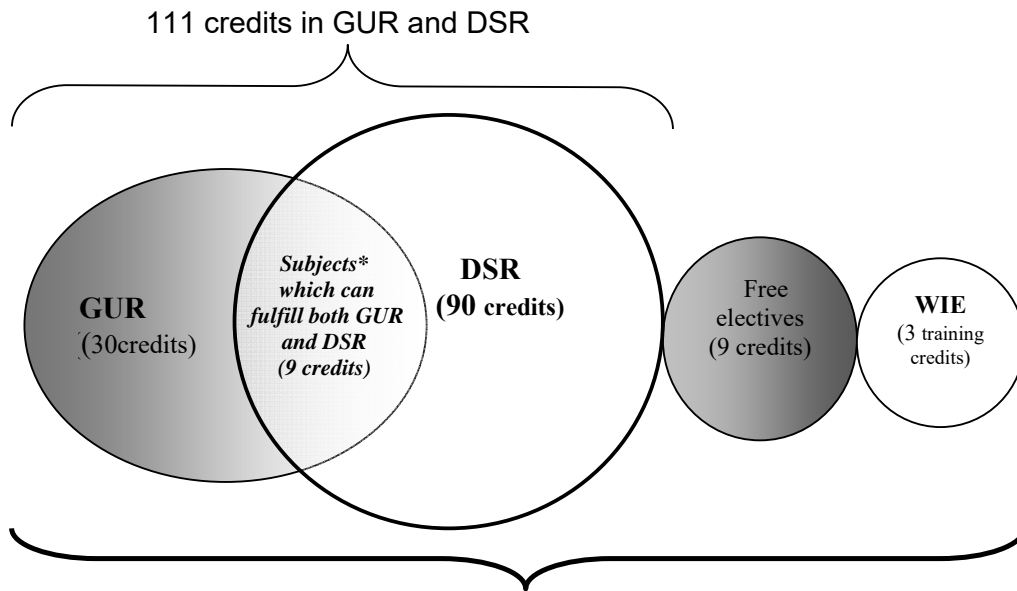 111 credits in GUR and DSR
GUR
(30credits)
Subjects*
which can
fulfill both GUR
and DSR
(9 credits)
DSR
(90 credits)
Free
electives
(9 credits)
WIE
(3 training
credits)